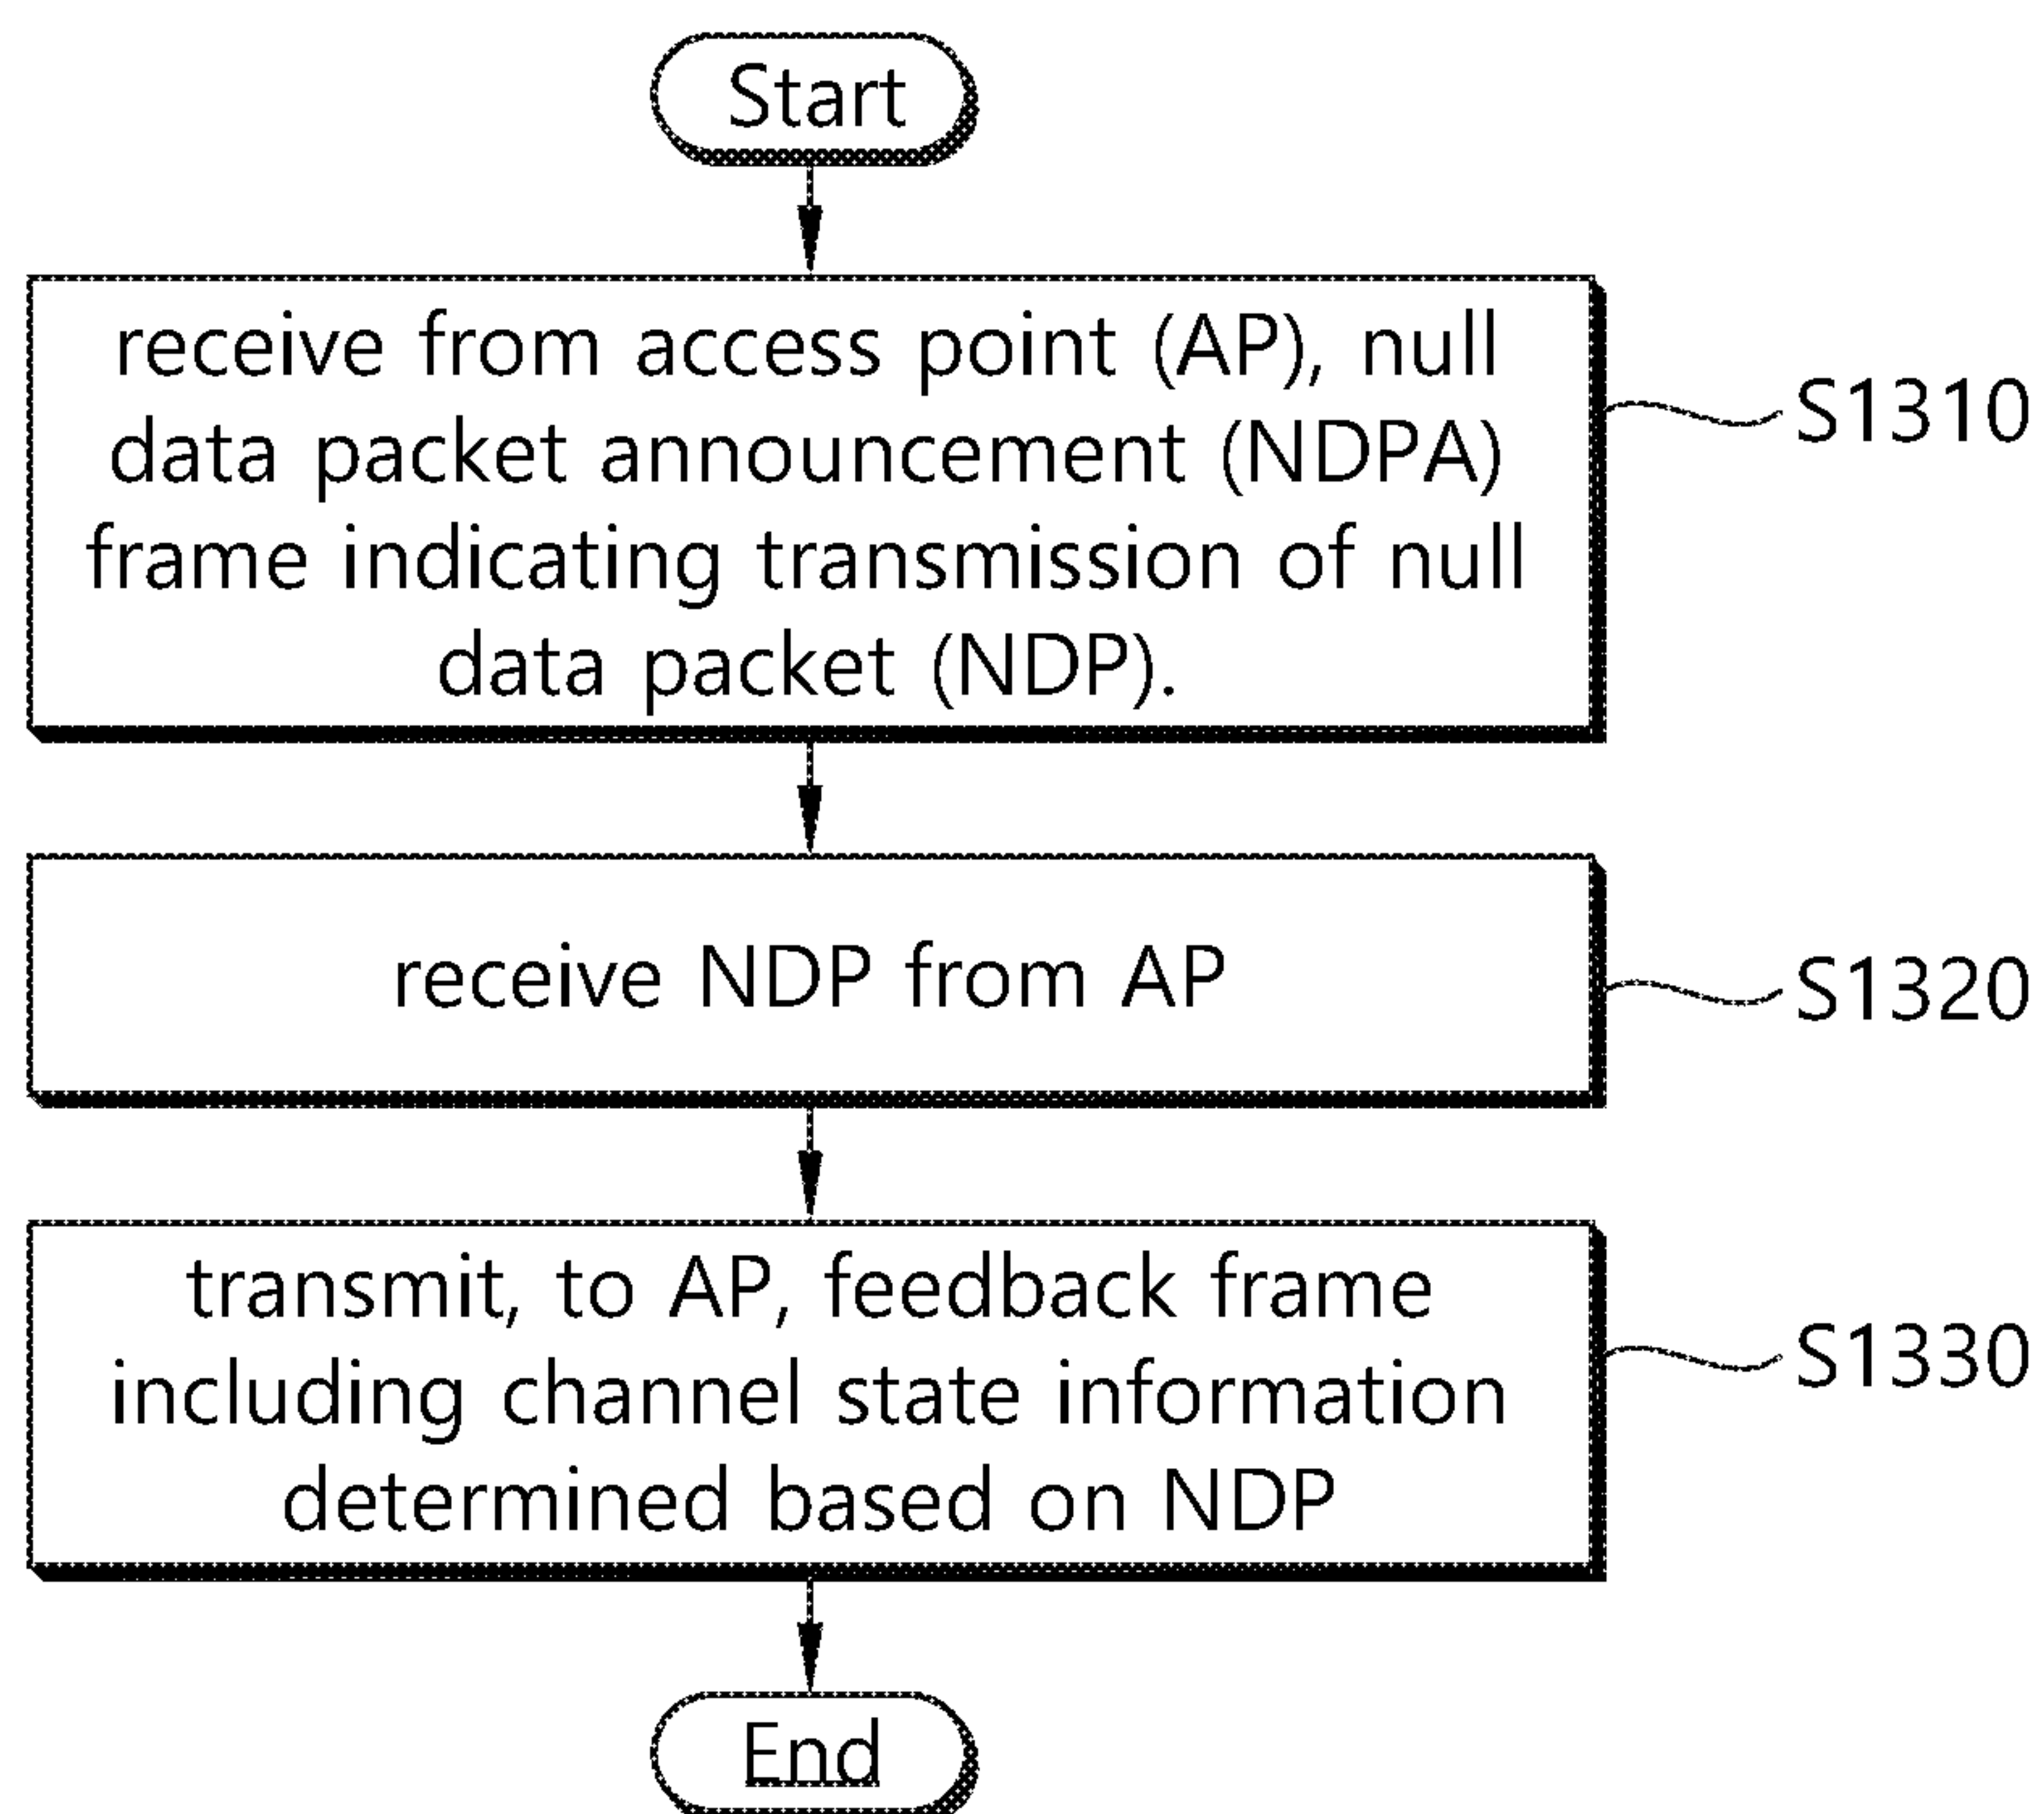 Start
receive from access point (AP), null
data packet announcement (NDPA)
frame indicating transmission of null
data packet (NDP).
S1310
receive NDP from AP
S1320
transmit, to AP, feedback frame
including channel state information
determined based on NDP
S1330
End